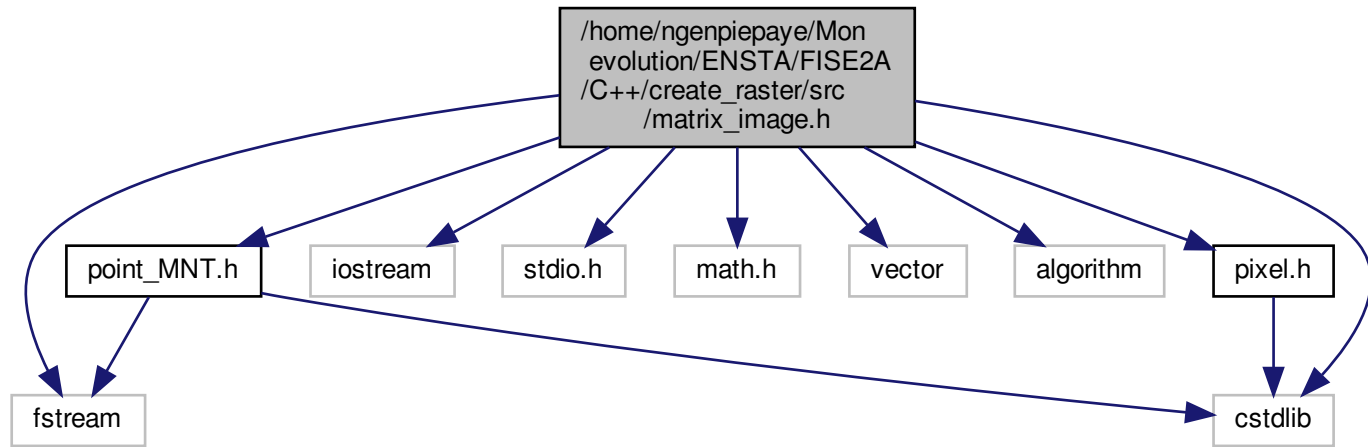 /home/ngenpiepaye/Mon
evolution/ENSTA/FISE2A
/C++/create_raster/src
/matrix_image.h
point_MNT.h
iostream
stdio.h
math.h
vector
algorithm
pixel.h
fstream
cstdlib